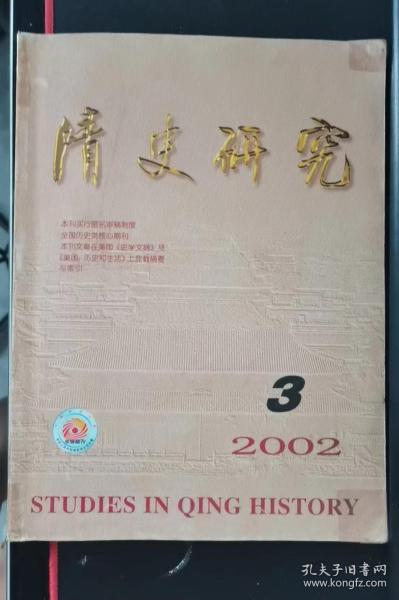 清史研究
本刊实行匿名审稿制度
全国历史类核心期刊
本刊文章在美国《史学文摘》及
《美国：历史和生活》上登载摘要
与索引
3
2002
STUDIES IN QING HISTORY
孔夫子旧书网
www.kongfz.com